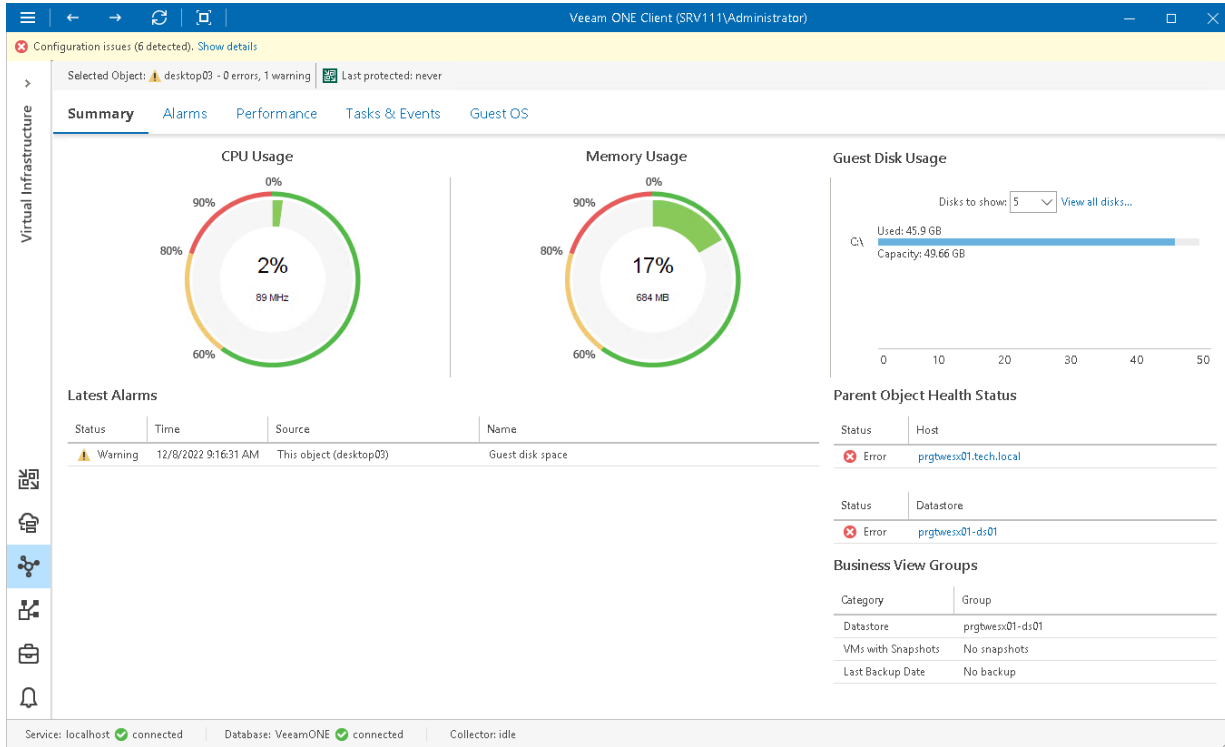 Veeam ONE Client (SRV111\Administrator)
Configuration issues (6 detected). Show details
Selected Object: desktop03 - 0 errors, 1 warning Last protected: never
Virtual Infrastructure
Summary Alarms Performance Tasks & Events Guest OS
CPU Usage
0%
90%
80%
2%
89 MHz
60%
Memory Usage
0%
90%
80%
17%
684 MB
60%
Guest Disk Usage
Disks to show: 5 View all disks...
Used: 45.9 GB
C:\
Capacity: 49.66 GB
0 10 20 30 40 50
Latest Alarms
Status Time Source Name
Warning 12/8/2022 9:16:31 AM This object (desktop03) Guest disk space
Parent Object Health Status
Status Host
Error prgtwesx01.tech.local
Status Datastore
Error prgtwesx01-ds01
Business View Groups
Category Group
Datastore prgtwesx01-ds01
VMs with Snapshots No snapshots
Last Backup Date No backup
Service: localhost connected Database: VeeamONE connected Collector: idle